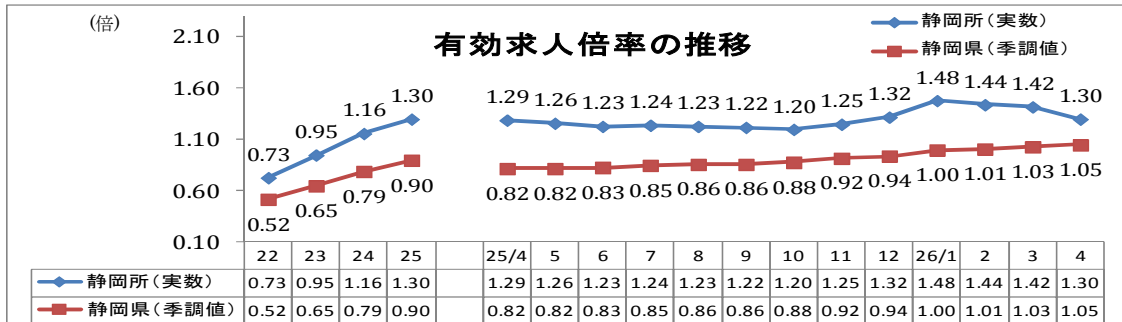 (倍)
有効求人倍率の推移
静岡所(実数)
静岡県(季調値)
2.10
1.60
1.10
0.60
0.10
0.73 0.95 1.16 1.30 1.29 1.26 1.23 1.24 1.23 1.22 1.20 1.25 1.32 1.48 1.44 1.42 1.30
0.52 0.65 0.79 0.90 0.82 0.82 0.83 0.85 0.86 0.86 0.88 0.92 0.94 1.00 1.01 1.03 1.05
22 23 24 25 25/4 5 6 7 8 9 10 11 12 26/1 2 3 4
静岡所(実数) 0.73 0.95 1.16 1.30 1.29 1.26 1.23 1.24 1.23 1.22 1.20 1.25 1.32 1.48 1.44 1.42 1.30
静岡県(季調値) 0.52 0.65 0.79 0.90 0.82 0.82 0.83 0.85 0.86 0.86 0.88 0.92 0.94 1.00 1.01 1.03 1.05